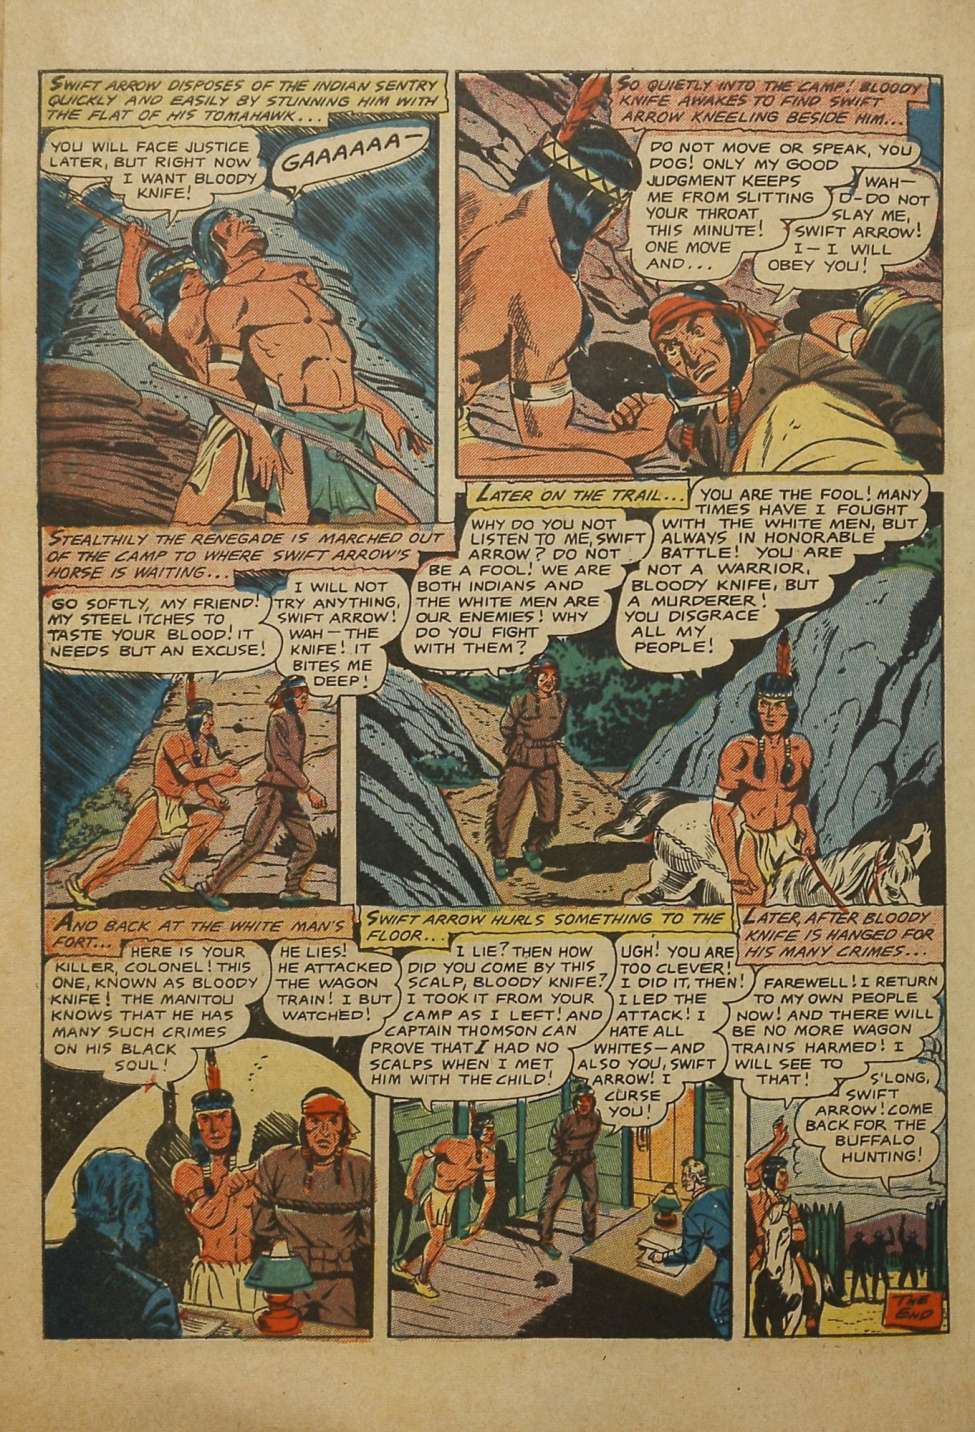 SWIFT ARROW DISPOSES OF THE INDIAN SENTRY
QUICKLY AND EASILY BY STUNNING HIM WITH
THE FLAT OF HIS TOMAHAWK...
YOU WILL FACE JUSTICE
LATER, BUT RIGHT NOW
I WANT BLOODY
KNIFE!
GAAAAAA—
SO QUIETLY INTO THE CAMP! BLOODY
KNIFE AWAKES TO FIND SWIFT
ARROW KNEELING BESIDE HIM...
DO NOT MOVE OR SPEAK, YOU
DOG! ONLY MY GOOD
JUDGMENT KEEPS
ME FROM SLITTING
YOUR THROAT
THIS MINUTE!
ONE MOVE
AND...
WAH—
D-DO NOT
SLAY ME,
SWIFT ARROW!
I—I WILL
OBEY YOU!
STEALTHILY THE RENEGADE IS MARCHED OUT
OF THE CAMP TO WHERE SWIFT ARROW'S
HORSE IS WAITING...
GO SOFTLY, MY FRIEND!
MY STEEL ITCHES TO
TASTE YOUR BLOOD! IT
NEEDS BUT AN EXCUSE!
I WILL NOT
TRY ANYTHING,
SWIFT ARROW!
WAH—THE
KNIFE! IT
BITES ME
DEEP!
LATER ON THE TRAIL...
WHY DO YOU NOT
LISTEN TO ME, SWIFT
ARROW? DO NOT
BE A FOOL! WE ARE
BOTH INDIANS AND
THE WHITE MEN ARE
OUR ENEMIES! WHY
DO YOU FIGHT
WITH THEM?
YOU ARE THE FOOL! MANY
TIMES HAVE I FOUGHT
WITH THE WHITE MEN, BUT
ALWAYS IN HONORABLE
BATTLE! YOU ARE
NOT A WARRIOR,
BLOODY KNIFE, BUT
A MURDERER!
YOU DISGRACE
ALL MY
PEOPLE!
AND BACK AT THE WHITE MAN'S
FORT...
HERE IS YOUR
KILLER, COLONEL! THIS
ONE, KNOWN AS BLOODY
KNIFE! THE MANITOU
KNOWS THAT HE HAS
MANY SUCH CRIMES
ON HIS BLACK
SOUL!
HE LIES!
HE ATTACKED
THE WAGON
TRAIN! I BUT
WATCHED!
SWIFT ARROW HURLS SOMETHING TO THE
FLOOR...
I LIE? THEN HOW
DID YOU COME BY THIS
SCALP, BLOODY KNIFE?
I TOOK IT FROM YOUR
CAMP AS I LEFT! AND
CAPTAIN THOMSON CAN
PROVE THAT I HAD NO
SCALPS WHEN I MET
HIM WITH THE CHILD!
UGH! YOU ARE
TOO CLEVER!
I DID IT, THEN!
I LED THE
ATTACK! I
HATE ALL
WHITES—AND
ALSO YOU, SWIFT
ARROW! I
CURSE
YOU!
LATER, AFTER BLOODY
KNIFE IS HANGED FOR
HIS MANY CRIMES...
FAREWELL! I RETURN
TO MY OWN PEOPLE
NOW! AND THERE WILL
BE NO MORE WAGON
TRAINS HARMED! I
WILL SEE TO
THAT!
S'LONG,
SWIFT
ARROW! COME
BACK FOR THE
BUFFALO
HUNTING!
THE
END